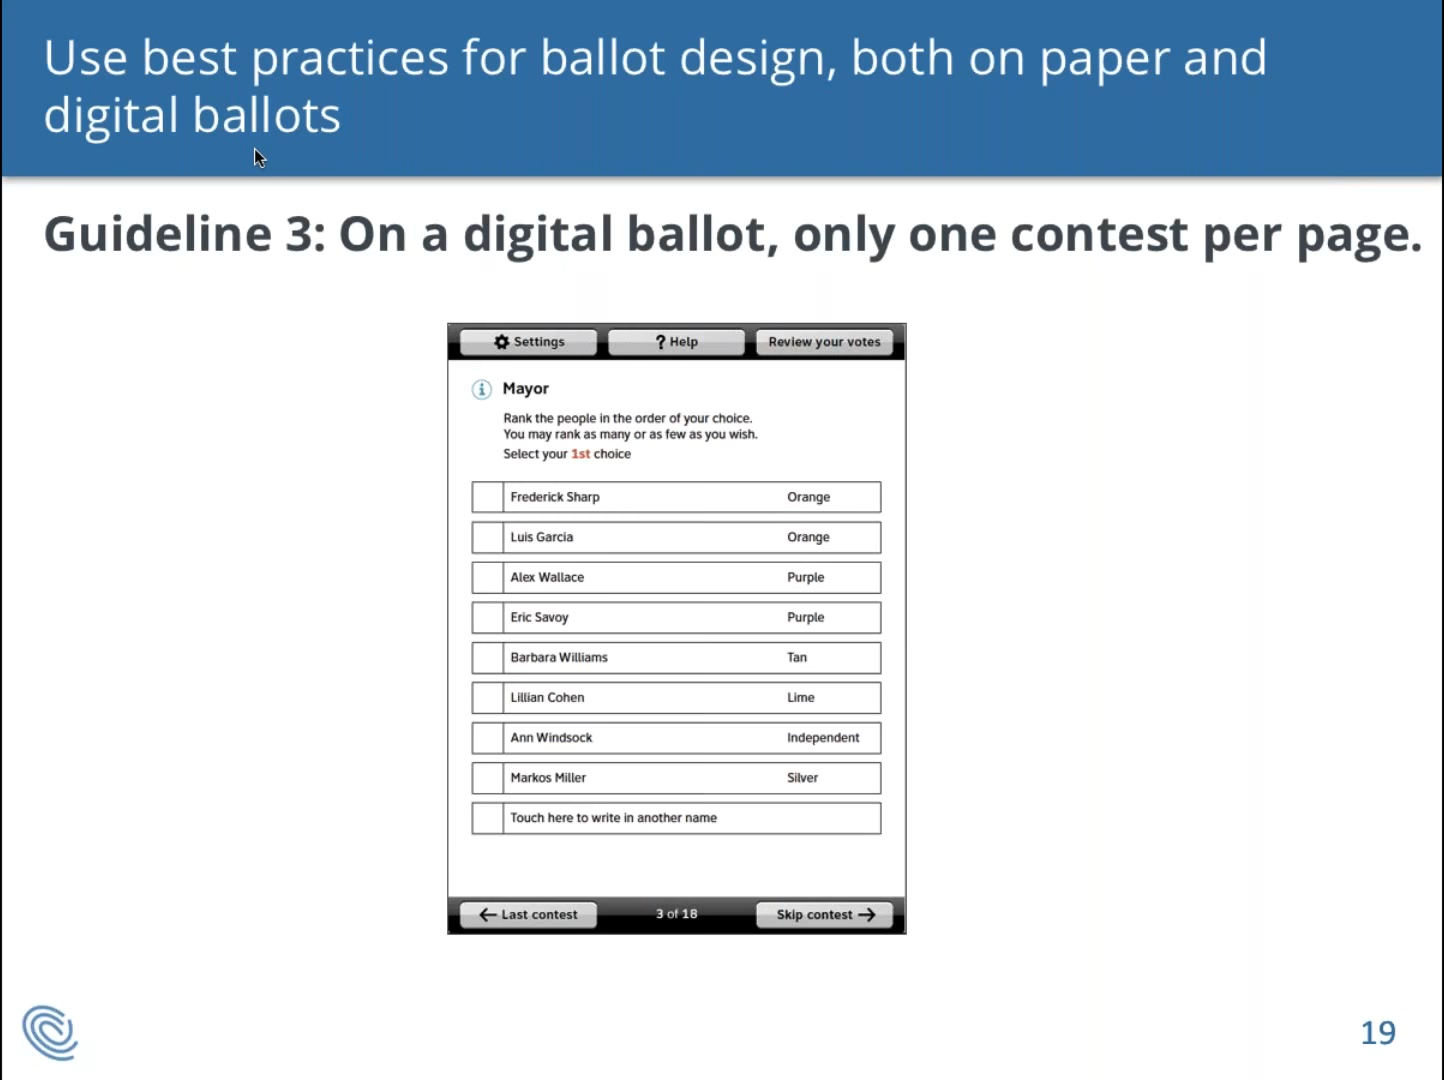 Use best practices for ballot design, both on paper and
digital ballots
Guideline 3: On a digital ballot, only one contest per page.
Settings
? Help
Review your votes
i
Mayor
Rank the people in the order of your choice.
You may rank as many or as few as you wish.
Select your 1st choice
Frederick Sharp Orange
Luis Garcia Orange
Alex Wallace Purple
Eric Savoy Purple
Barbara Williams Tan
Lillian Cohen Lime
Ann Windsock Independent
Markos Miller Silver
Touch here to write in another name
← Last contest
3 of 18
Skip contest →
19